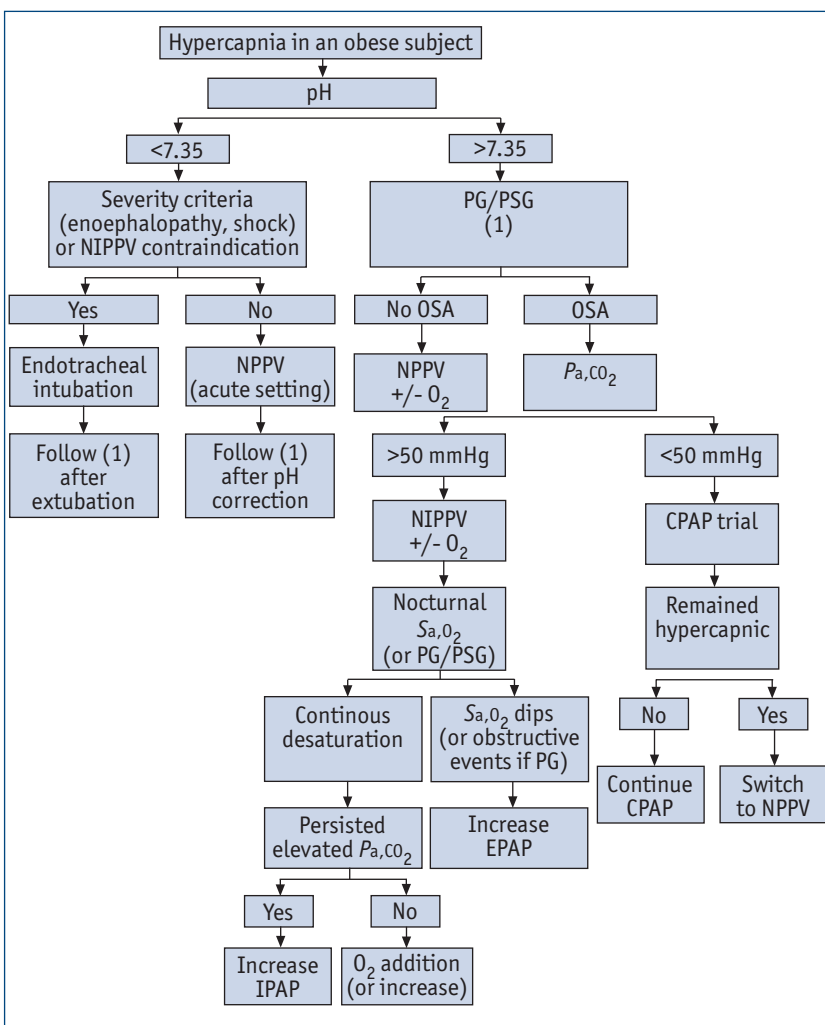 Hypercapnia in an obese subject
pH
<7.35
>7.35
Severity criteria
(enoephalopathy, shock)
or NIPPV contraindication
PG/PSG
(1)
Yes
No
No OSA
OSA
Endotracheal
intubation
NPPV
(acute setting)
NPPV
+/- O₂
Pa,CO₂
Follow (1)
after
extubation
Follow (1)
after pH
correction
>50 mmHg
<50 mmHg
NIPPV
+/- O₂
CPAP trial
Nocturnal
Sa,O₂
(or PG/PSG)
Remained
hypercapnic
Continous
desaturation
Sa,O₂ dips
(or obstructive
events if PG)
No
Yes
Continue
CPAP
Switch
to NPPV
Persisted
elevated Pa,CO₂
Increase
EPAP
Yes
No
Increase
IPAP
O₂ addition
(or increase)